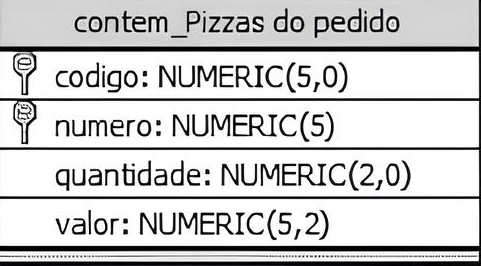 contem_Pizzas do pedido
codigo: NUMERIC(5,0)
numero: NUMERIC(5)
quantidade: NUMERIC(2,0)
valor: NUMERIC(5,2)